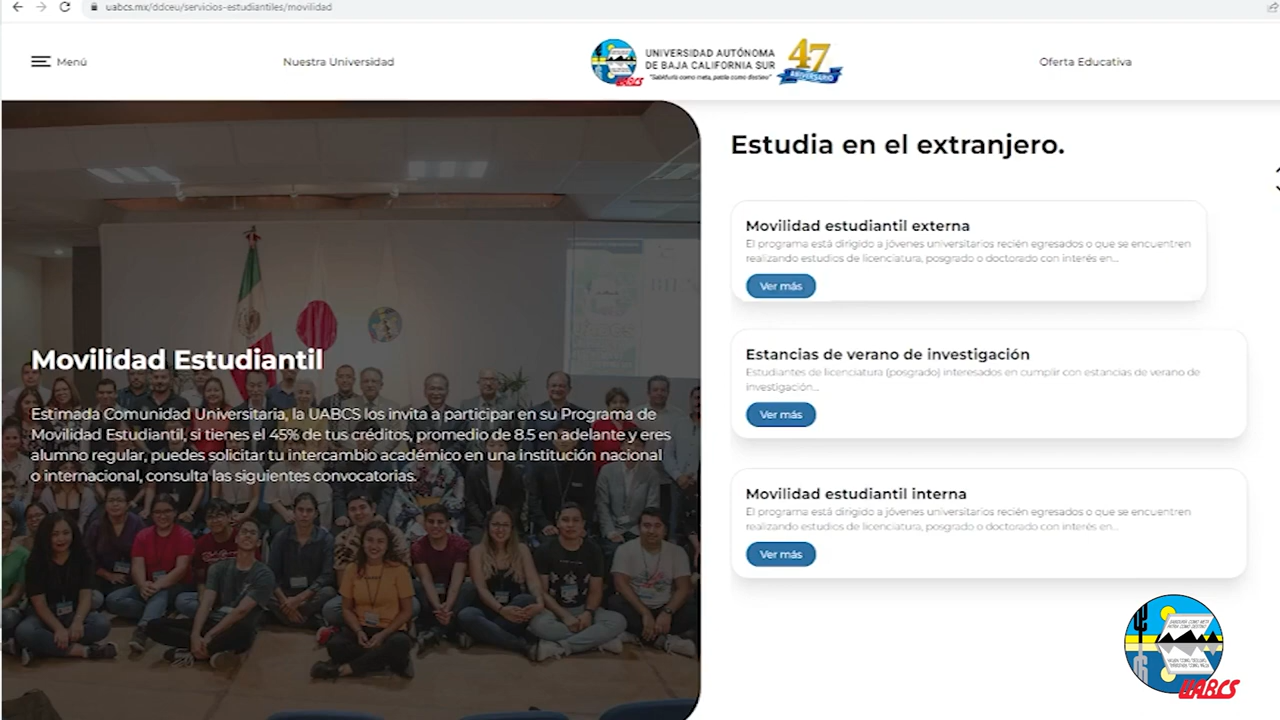 uabcs.mx/ddceu/servicios-estudiantiles/movilidad
Menú
Nuestra Universidad
UNIVERSIDAD AUTÓNOMA
DE BAJA CALIFORNIA SUR
"Sabiduría como meta, patria como destino"
47
ANIVERSARIO
Oferta Educativa
Movilidad Estudiantil
Estimada Comunidad Universitaria, la UABCS los invita a participar en su Programa de
Movilidad Estudiantil, si tienes el 45% de tus créditos, promedio de 8.5 en adelante y eres
alumno regular, puedes solicitar tu intercambio académico en una institución nacional
o internacional, consulta las siguientes convocatorias.
Estudia en el extranjero.
Movilidad estudiantil externa
El programa está dirigido a jóvenes universitarios recién egresados o que se encuentren
realizando estudios de licenciatura, posgrado o doctorado con interés en...
Ver más
Estancias de verano de investigación
Estudiantes de licenciatura (posgrado) interesados en cumplir con estancias de verano de
investigación...
Ver más
Movilidad estudiantil interna
El programa está dirigido a jóvenes universitarios recién egresados o que se encuentren
realizando estudios de licenciatura, posgrado o doctorado con interés en...
Ver más
UABCS